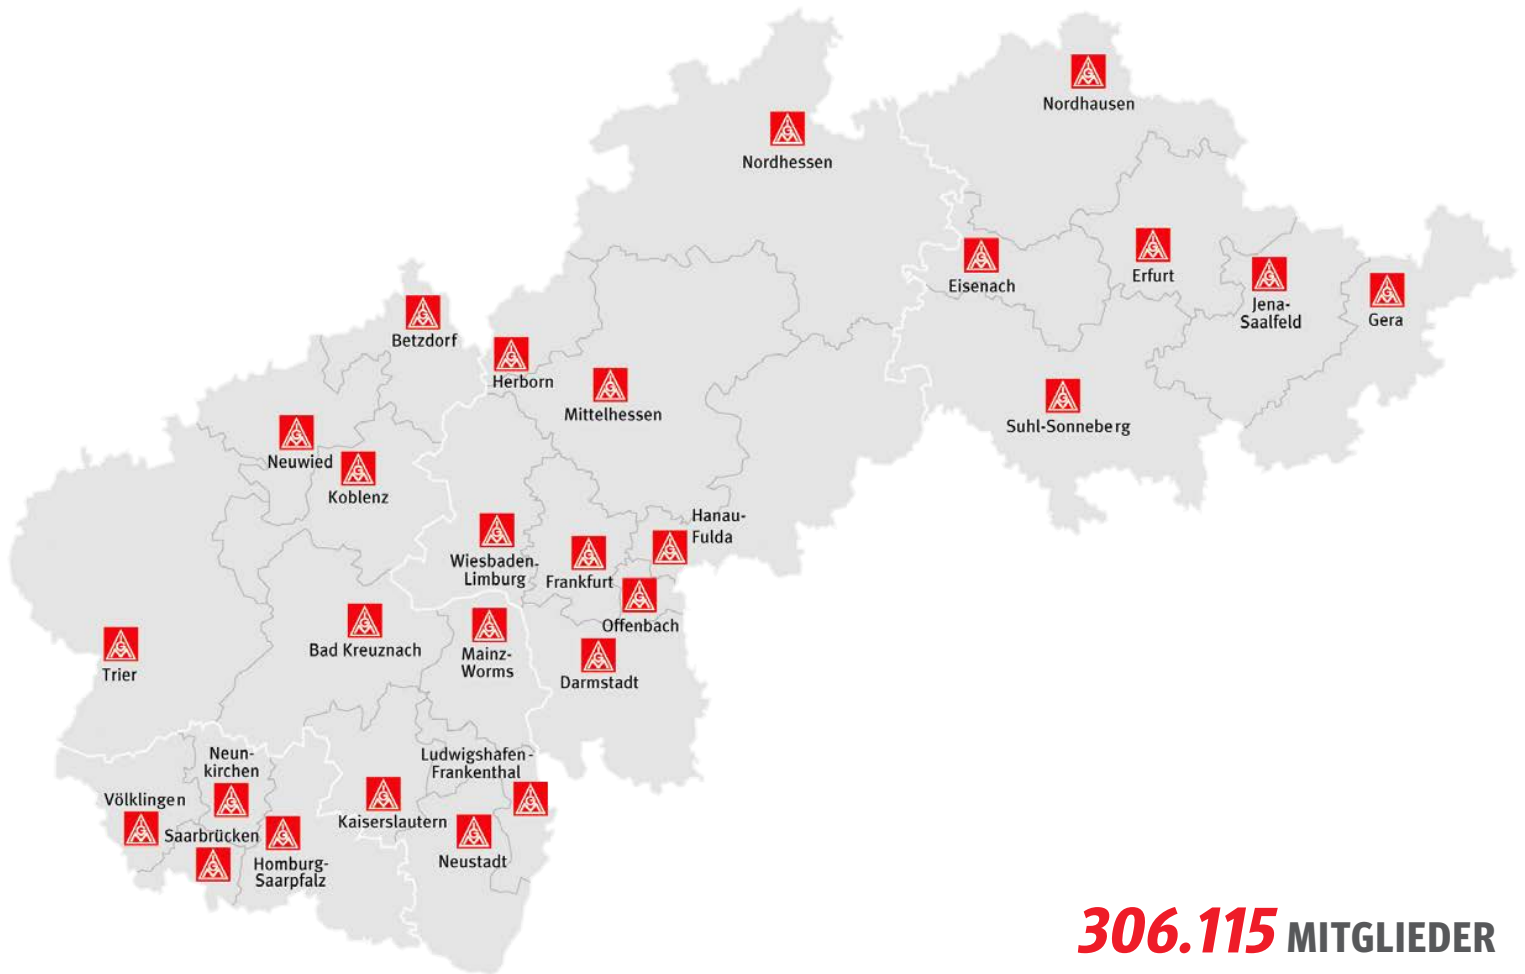 Nordhausen
Nordhessen
Erfurt
Eisenach
Jena-
Saalfeld
Gera
Betzdorf
Herborn
Mittelhessen
Suhl-Sonneberg
Neuwied
Koblenz
Hanau-
Fulda
Wiesbaden-
Limburg
Frankfurt
Offenbach
Bad Kreuznach
Mainz-
Worms
Trier
Darmstadt
Neun-
kirchen
Ludwigshafen-
Frankenthal
Völklingen
Kaiserslautern
Saarbrücken
Neustadt
Homburg-
Saarpfalz
306.115 MITGLIEDER